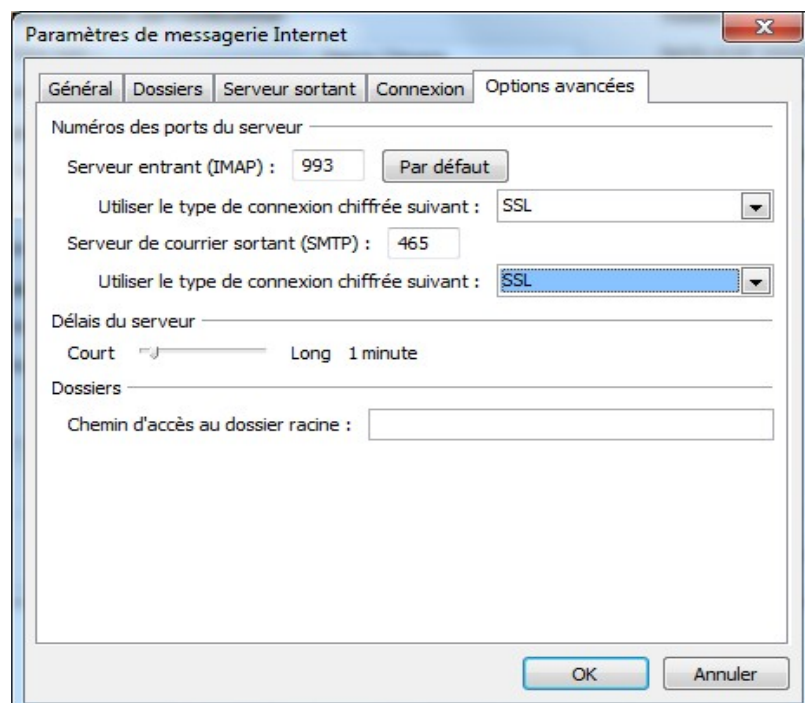 Paramètres de messagerie Internet
Général Dossiers Serveur sortant Connexion Options avancées
Numéros des ports du serveur
Serveur entrant (IMAP) : 993 Par défaut
Utiliser le type de connexion chiffrée suivant : SSL
Serveur de courrier sortant (SMTP) : 465
Utiliser le type de connexion chiffrée suivant : SSL
Délais du serveur
Court Long 1 minute
Dossiers
Chemin d'accès au dossier racine :
OK Annuler